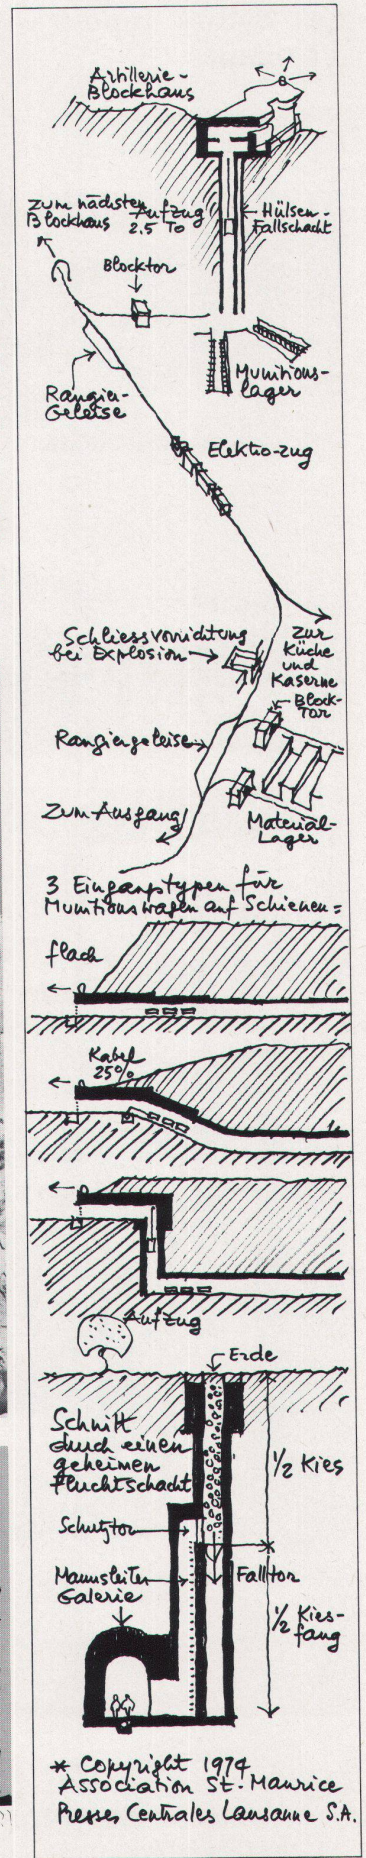 Artillerie-
Blockhaus
zum nächsten
Blockhaus
Aufzug
2.5 To
Hülsen-
Fallschacht
Blocktor
Rangier-
Geleise
Munitions-
lager
Elektro-zug
Schliessvorrichtung
bei Explosion
zur
Küche
und
Kaserne
Block-
Tor
Rangiergeleise
Zum Ausgang
Material-
Lager
3 Eingangstypen für
Munitionswagen auf Schienen:
flach
Kabel
25%
Aufzug
Erde
Schnitt
durch einen
geheimen
Fluchtschacht
1/2 Kies
Schutztor
Mannsleiter
Galerie
Falltor
1/2 Kies-
fang
* Copyright 1974
Association St-Maurice
Presses Centrales Lausanne S.A.